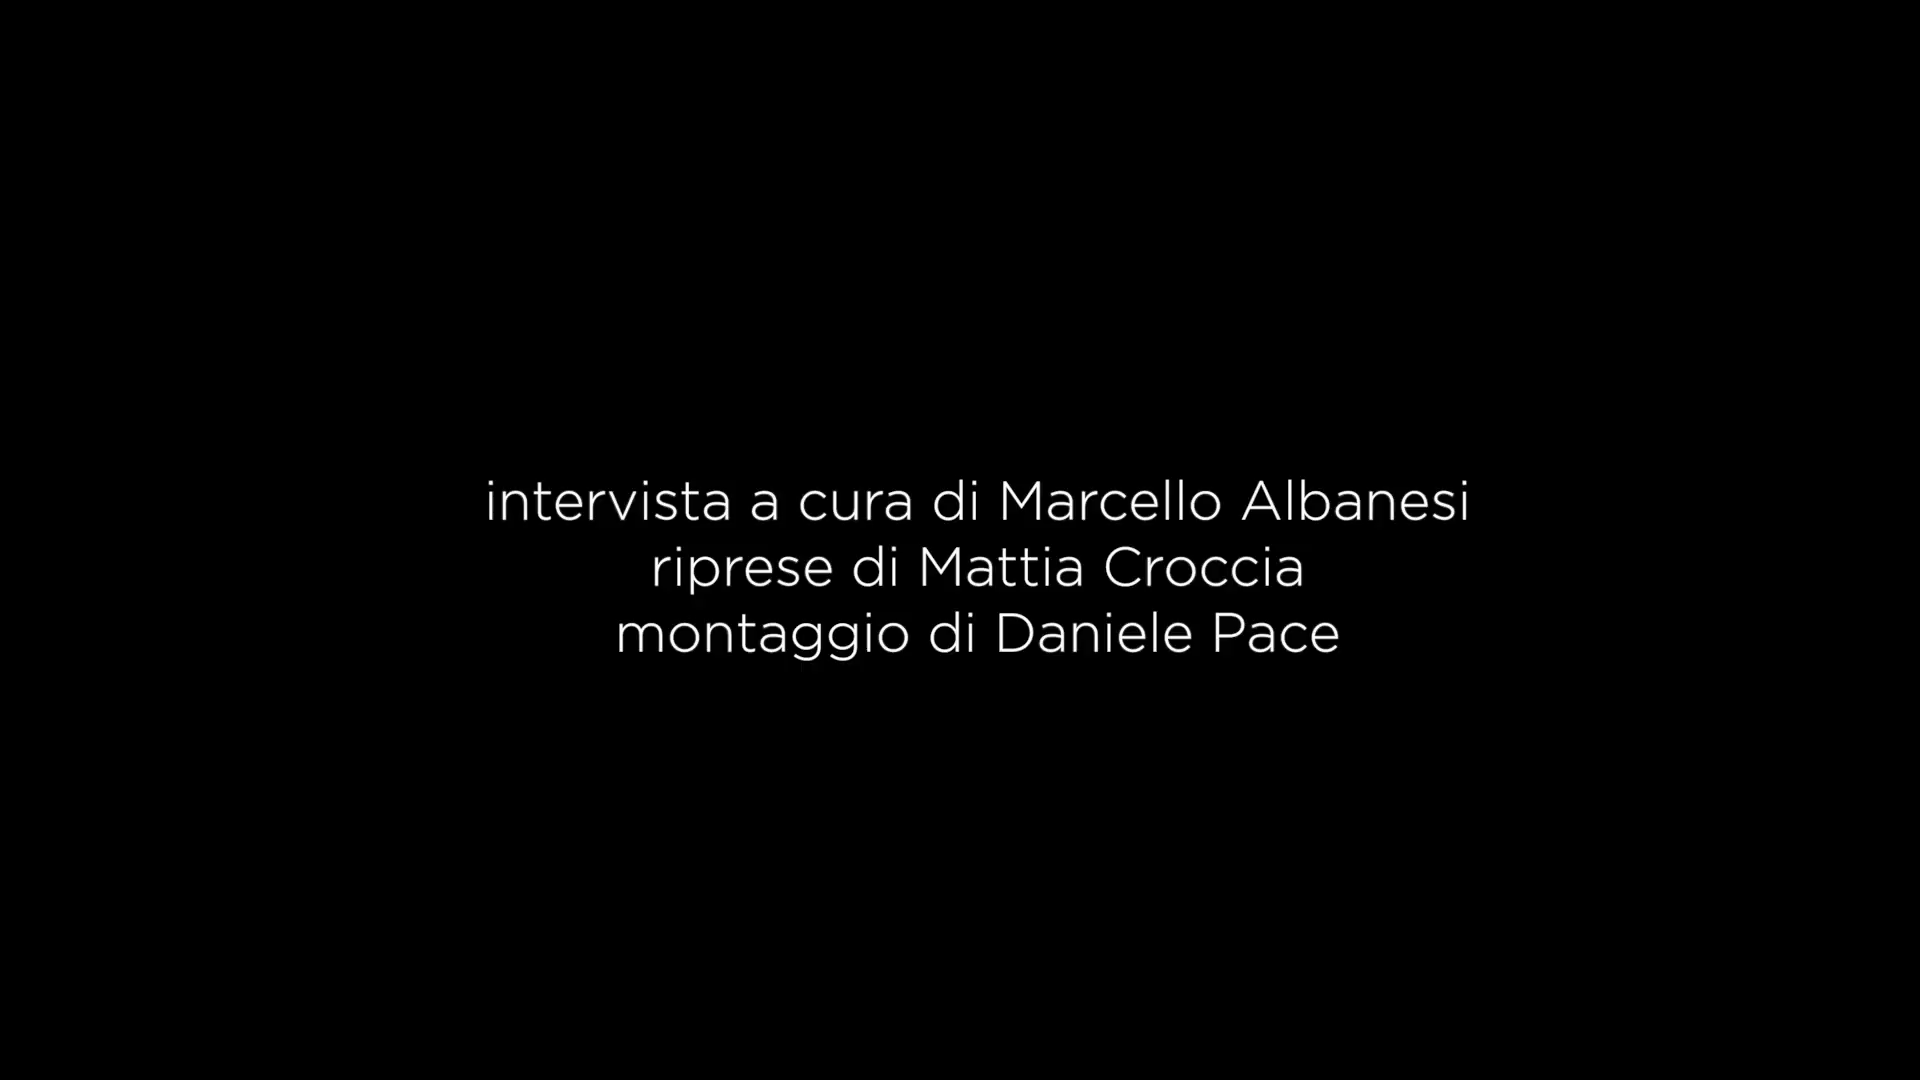 intervista a cura di Marcello Albanesi
riprese di Mattia Croccia
montaggio di Daniele Pace